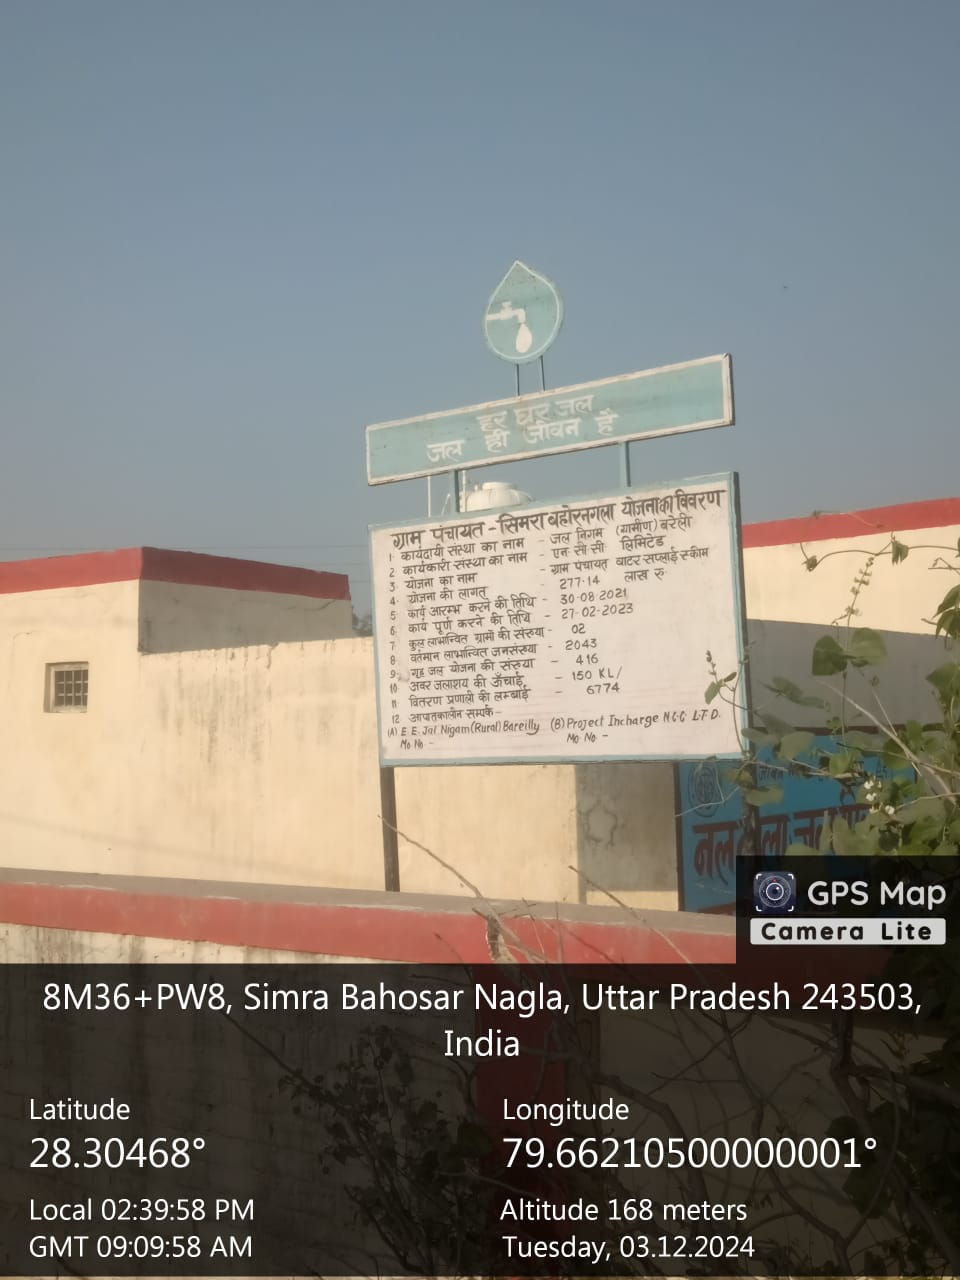 हर घर जल
जल ही जीवन है
ग्राम पंचायत - सिमरा बहोरनगला योजना का विवरण
1 कार्यदायी संस्था का नाम - जल निगम (ग्रामीण) बरेली
2 कार्यकारी संस्था का नाम - एन० सी० सी० लिमिटेड
3 योजना का नाम - ग्राम पंचायत वाटर सप्लाई स्कीम
4 योजना की लागत - 277.14 लाख रु.
5 कार्य आरम्भ करने की तिथि - 30-08-2021
6 कार्य पूर्ण करने की तिथि - 27-02-2023
7 कुल लाभान्वित ग्रामों की संख्या - 02
8 वर्तमान लाभान्वित जनसंख्या - 2043
9 गृह जल योजना की संख्या - 416
10 अवर जलाशय की ऊँचाई - 150 KL/
11 वितरण प्रणाली की लम्बाई - 6774
12 आपातकालीन सम्पर्क -
(A) E.E. Jal Nigam (Rural) Bareilly (B) Project Incharge N.C.C. L.T.D.
Mo. No - Mo. No. -
GPS Map
Camera Lite
8M36+PW8, Simra Bahosar Nagla, Uttar Pradesh 243503,
India
Latitude Longitude
28.30468° 79.66210500000001°
Local 02:39:58 PM Altitude 168 meters
GMT 09:09:58 AM Tuesday, 03.12.2024